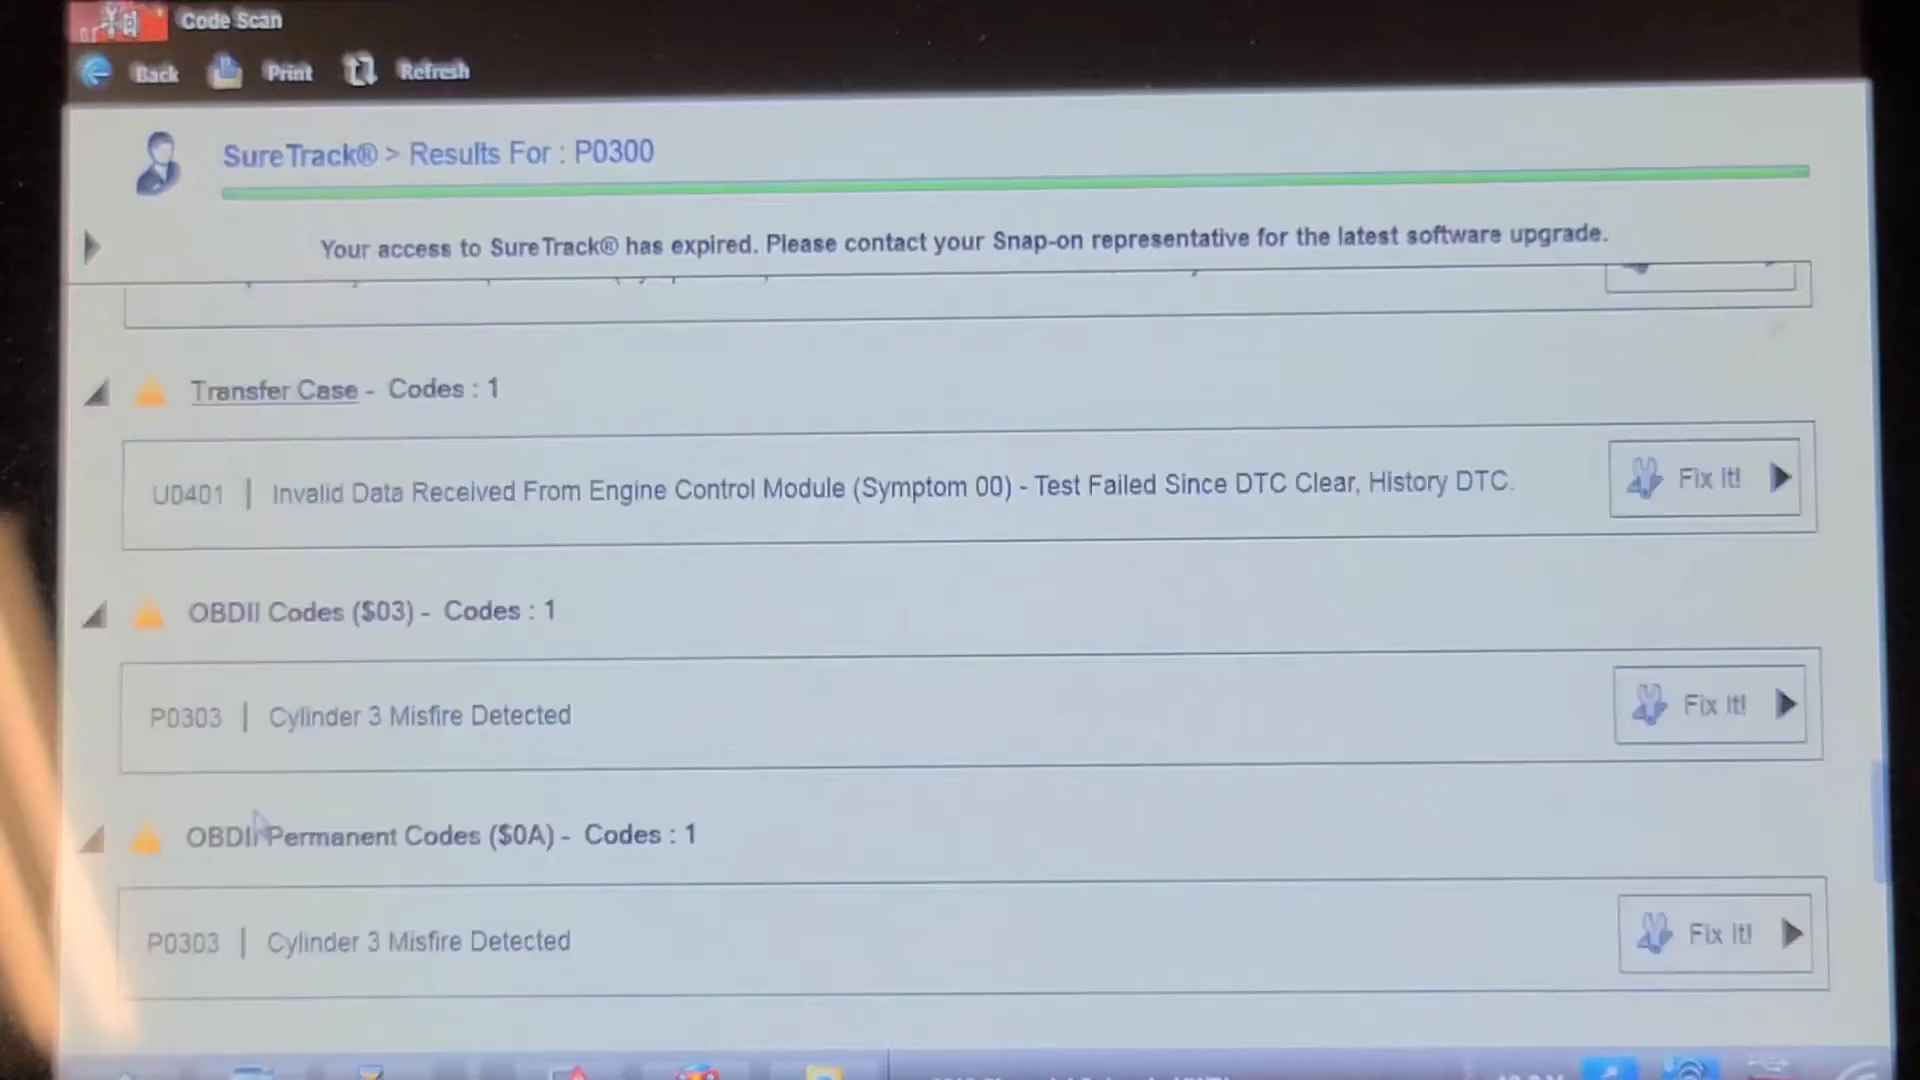 Code Scan
Back Print Refresh
SureTrack® > Results For : P0300
Your access to SureTrack® has expired. Please contact your Snap-on representative for the latest software upgrade.
Transfer Case - Codes : 1
U0401 | Invalid Data Received From Engine Control Module (Symptom 00) - Test Failed Since DTC Clear, History DTC.
Fix It!
OBDII Codes ($03) - Codes : 1
P0303 | Cylinder 3 Misfire Detected
Fix It!
OBDII Permanent Codes ($0A) - Codes : 1
P0303 | Cylinder 3 Misfire Detected
Fix It!